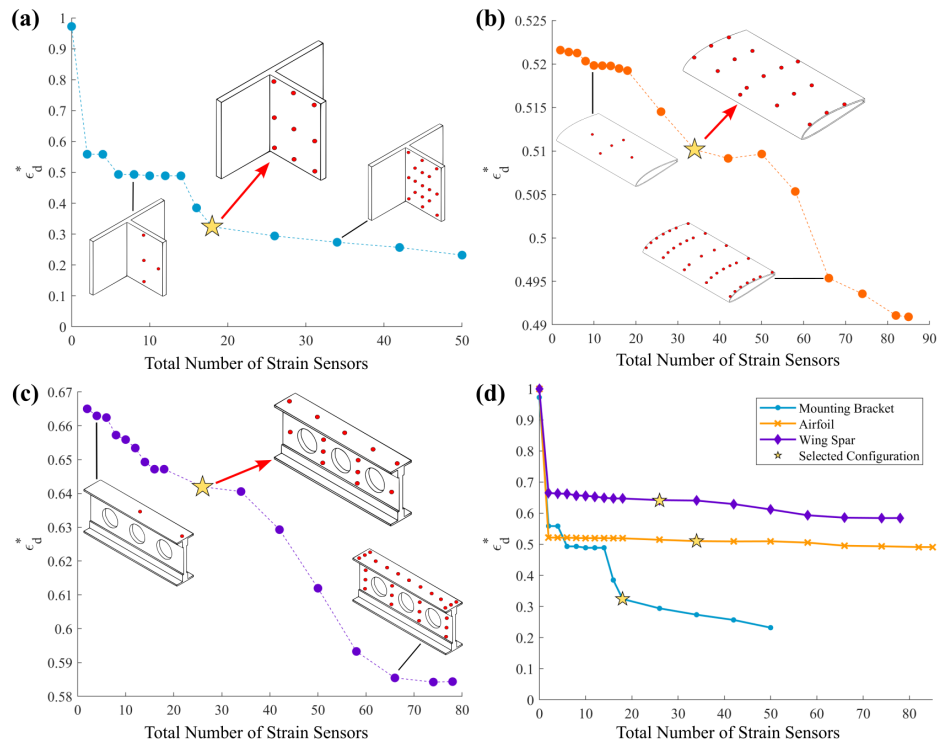 (a)
1
0.9
0.8
0.7
0.6
0.5
0.4
0.3
0.2
0.1
0
ϵ*d
0 10 20 30 40 50
Total Number of Strain Sensors
(b)
0.525
0.52
0.515
0.51
0.505
0.5
0.495
0.49
ϵ*d
0 10 20 30 40 50 60 70 80 90
Total Number of Strain Sensors
(c)
0.67
0.66
0.65
0.64
0.63
0.62
0.61
0.6
0.59
0.58
ϵ*d
0 10 20 30 40 50 60 70 80
Total Number of Strain Sensors
(d)
1
0.9
0.8
0.7
0.6
0.5
0.4
0.3
0.2
0.1
0
ϵ*d
Mounting Bracket
Airfoil
Wing Spar
Selected Configuration
0 20 40 60 80
Total Number of Strain Sensors